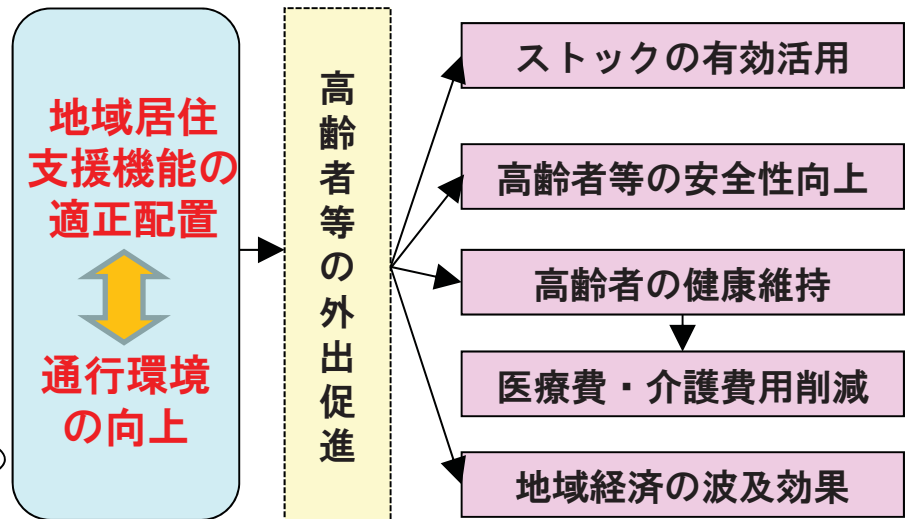 地域居住
支援機能の
適正配置
通行環境
の向上
高齢者等の外出促進
ストックの有効活用
高齢者等の安全性向上
高齢者の健康維持
医療費・介護費用削減
地域経済の波及効果